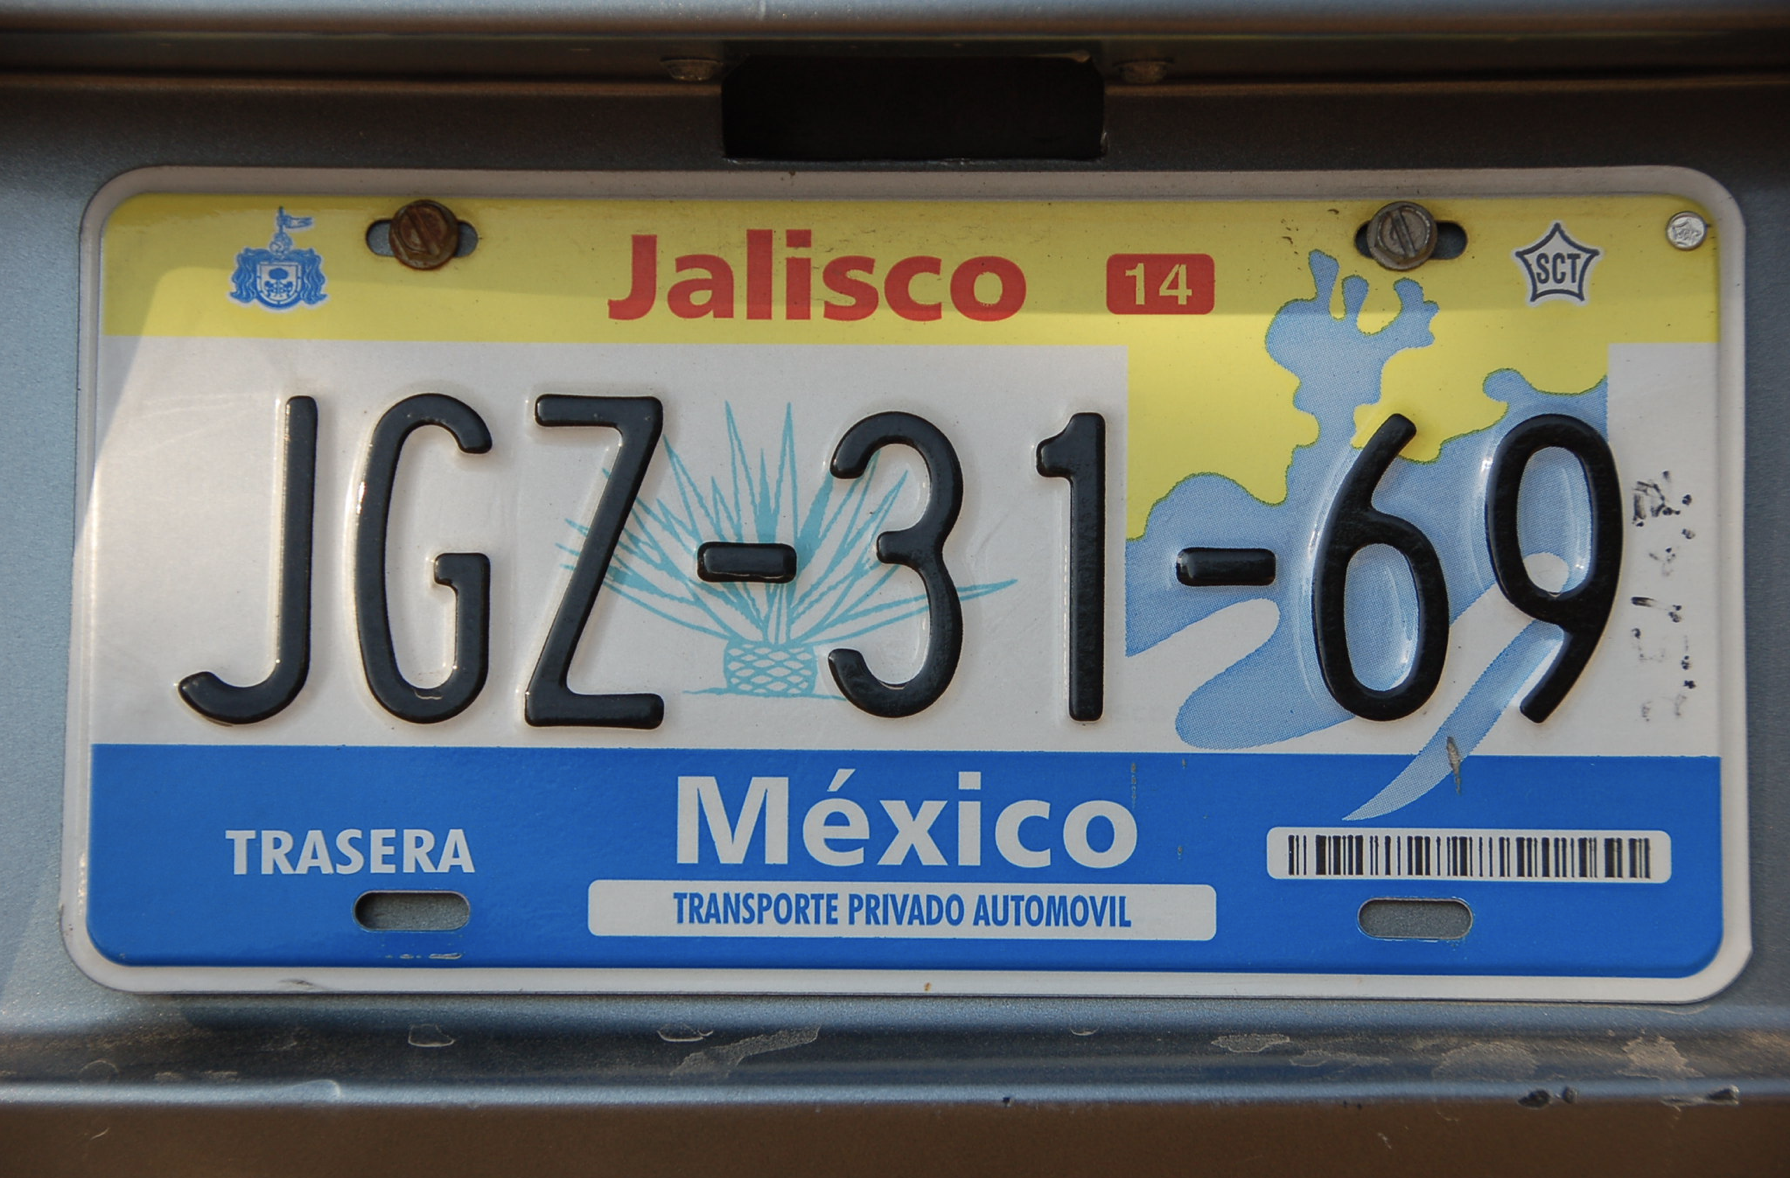 Jalisco 14
SCT
JGZ-31-69
México
TRASERA
TRANSPORTE PRIVADO AUTOMOVIL